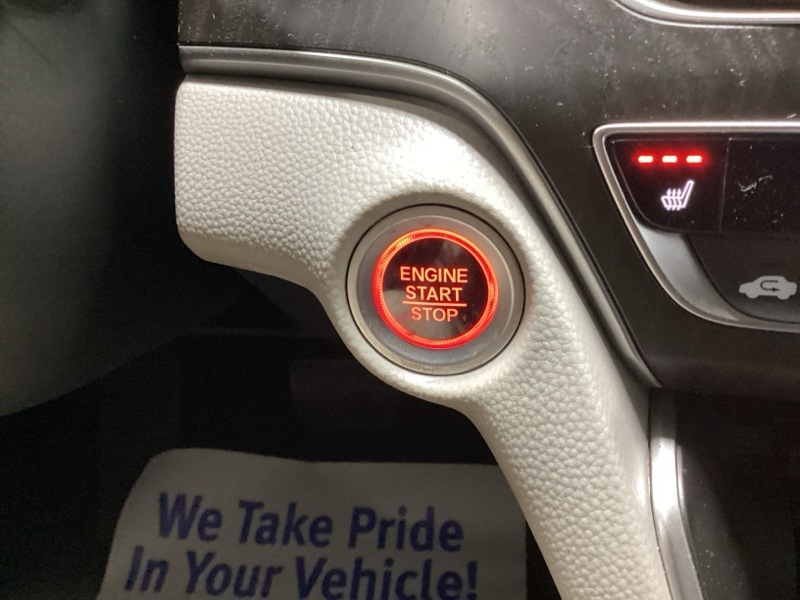 ENGINE
START
STOP
We Take Pride
In Your Vehicle!